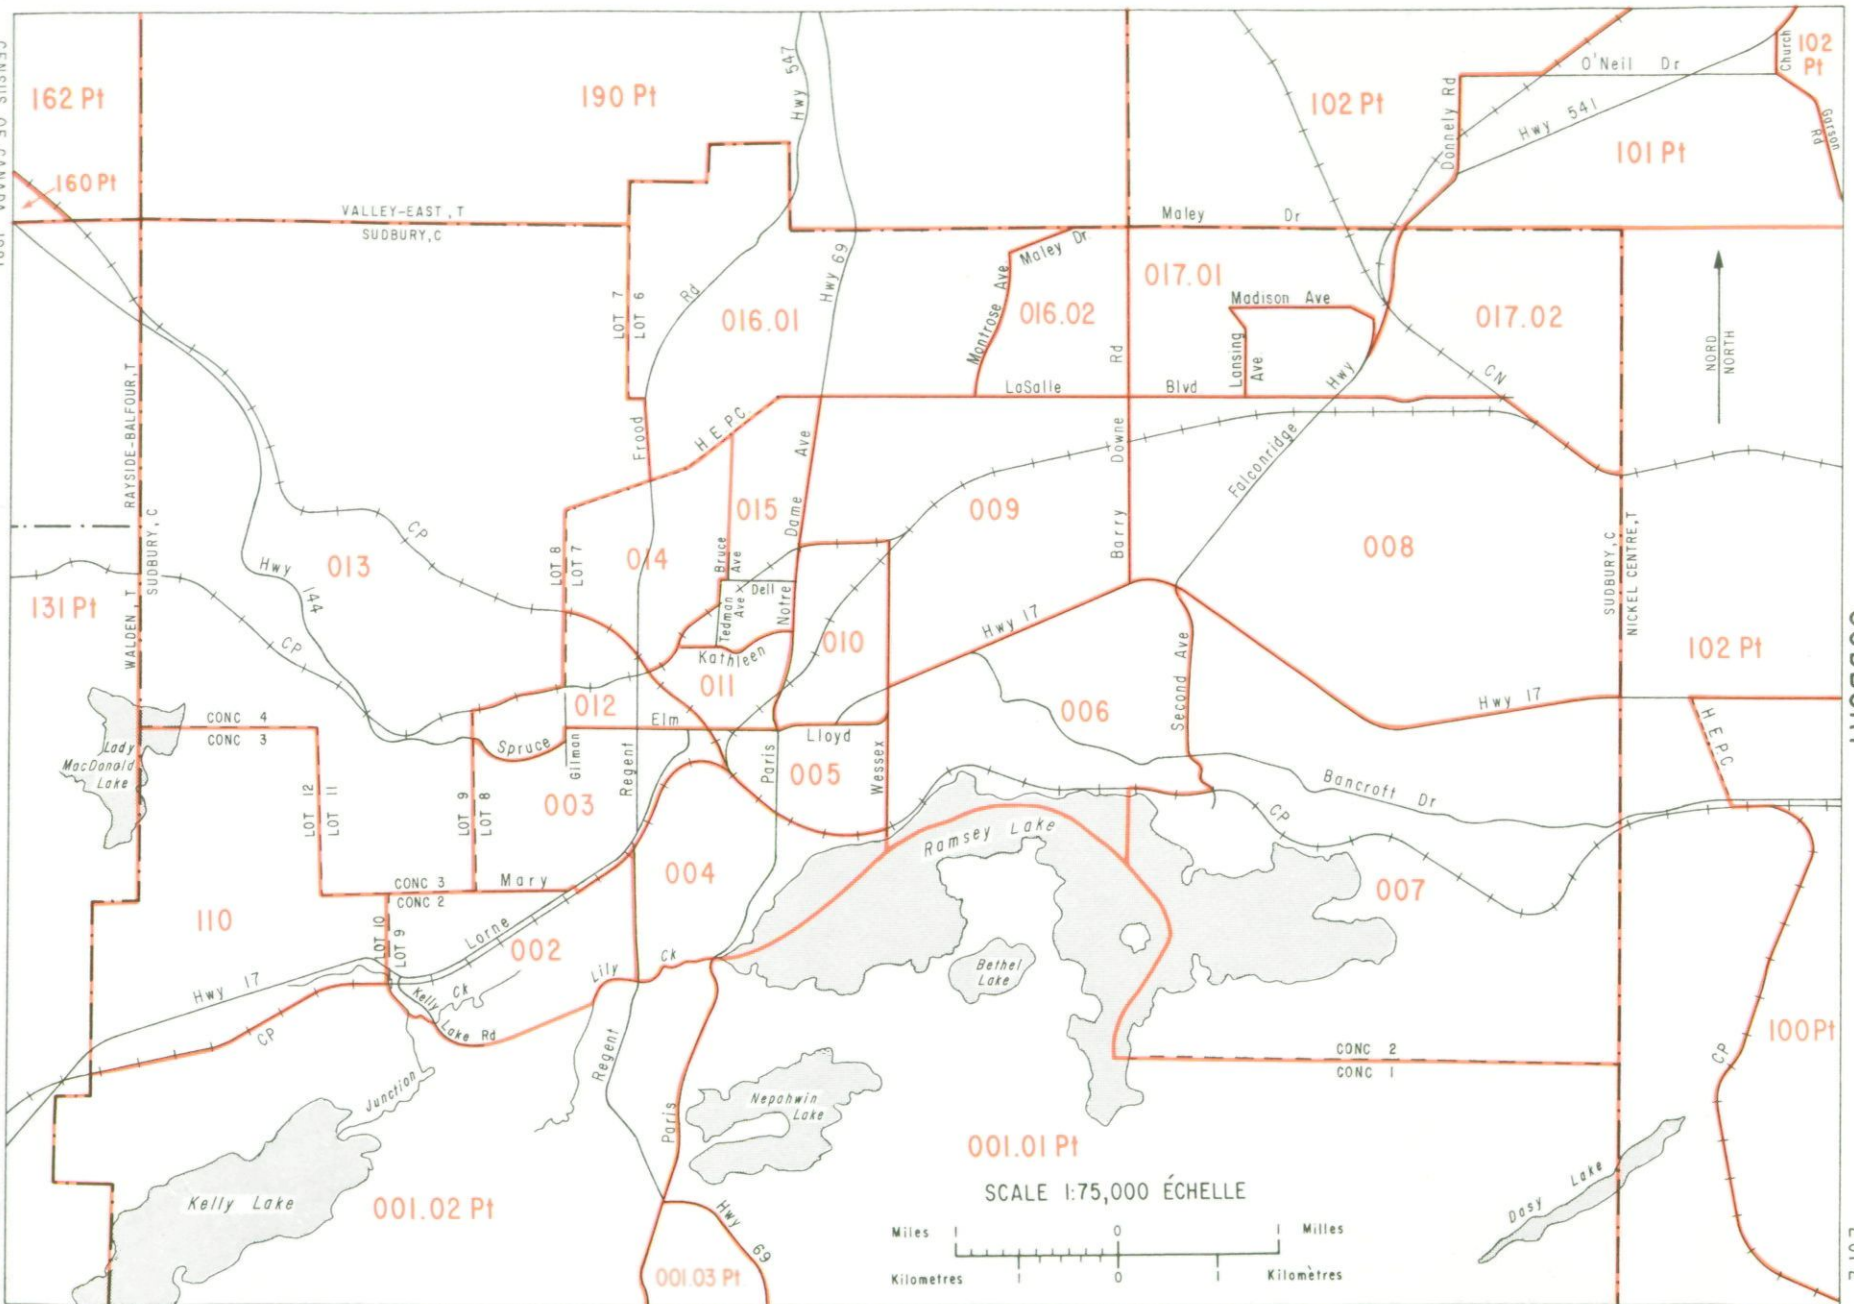 162 Pt
190 Pt
Hwy 547
102 Pt
Donnely Rd
O'Neil Dr
Church
102
Pt
Hwy 541
101 Pt
Garson
Rd
160 Pt
VALLEY-EAST, T
SUDBURY, C
Maley Dr
RAYSIDE-BALFOUR, T
SUDBURY, C
LOT 7
LOT 6
Rd
016.01
Hwy 69
Montrose Ave
Maley Dr
016.02
017.01
Madison Ave
Lansing
Ave
017.02
Rd
Hwy
CN
NORD
NORTH
LaSalle Blvd
Frood
H.E.P.C.
Ave
Downe
Falconridge
013
CP
Hwy
144
LOT 8
LOT 7
014
015
Bruce
Ave
Dame
009
Barry
008
SUDBURY, C
NICKEL CENTRE, T
SUDBURY
131 Pt
WALDEN, T
CP
Tedman
Ave
Dell
Notre
Kathleen
010
Hwy 17
Second Ave
102 Pt
011
012
Elm
Lloyd
006
Hwy 17
HEPC
CONC 4
CONC 3
Lady
MacDonald
Lake
Spruce
Gilman
Regent
Paris
005
Wessex
LOT 12
LOT 11
LOT 9
LOT 8
003
Bancroft Dr
CP
Ramsey Lake
CONC 3
CONC 2
Mary
004
007
110
LOT 10
LOT 9
Lorne
002
Lily Ck
Bethel
Lake
Hwy 17
Kelly
Ck
Lake Rd
CP
Regent
100 Pt
CP
CONC 2
CONC 1
Junction
Nepahwin
Lake
Paris
001.01 Pt
Kelly Lake
001.02 Pt
Dasy Lake
SCALE 1:75,000 ÉCHELLE
Miles 1 0 1 Milles
Kilometres 1 0 1 Kilomètres
Hwy
69
001.03 Pt